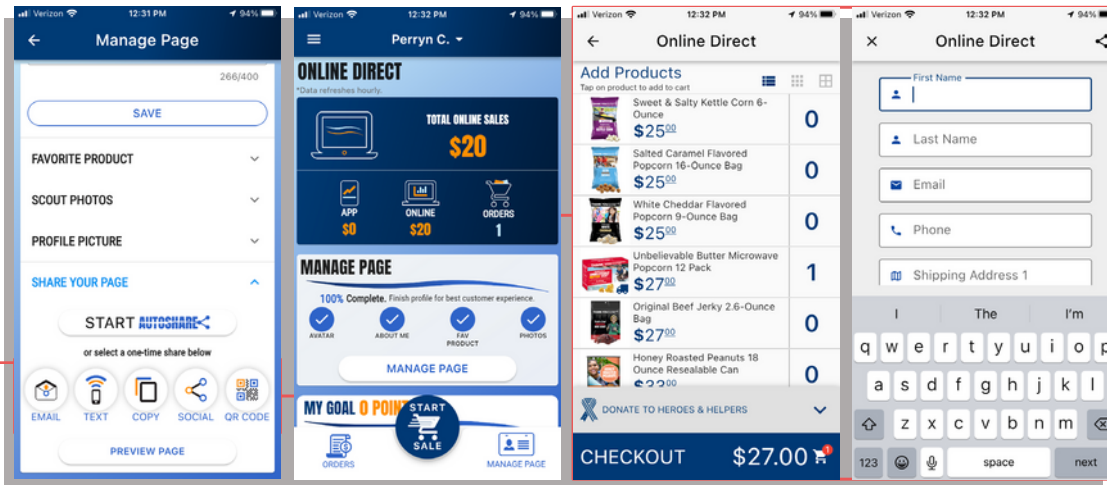 Verizon 12:31 PM 94%
Manage Page
266/400
SAVE
FAVORITE PRODUCT
SCOUT PHOTOS
PROFILE PICTURE
SHARE YOUR PAGE
START AUTOSHARE
or select a one-time share below
EMAIL TEXT COPY SOCIAL QR CODE
PREVIEW PAGE
Verizon 12:32 PM 94%
Perryn C.
ONLINE DIRECT
*Data refreshes hourly.
TOTAL ONLINE SALES
$20
APP ONLINE ORDERS
$0 $20 1
MANAGE PAGE
100% Complete. Finish profile for best customer experience.
AVATAR ABOUT ME FAV PRODUCT PHOTOS
MANAGE PAGE
MY GOAL 0 POINT
START
SALE
ORDERS MANAGE PAGE
Verizon 12:32 PM 94%
Online Direct
Add Products
Tap on product to add to cart
Sweet & Salty Kettle Corn 6-
Ounce
$25.00 0
Salted Caramel Flavored
Popcorn 16-Ounce Bag
$25.00 0
White Cheddar Flavored
Popcorn 9-Ounce Bag
$25.00 0
Unbelievable Butter Microwave
Popcorn 12 Pack
$27.00 1
Original Beef Jerky 2.6-Ounce
Bag
$27.00 0
Honey Roasted Peanuts 18
Ounce Resealable Can
0
DONATE TO HEROES & HELPERS
CHECKOUT $27.00 1
Verizon 12:32 PM 94%
Online Direct
First Name
Last Name
Email
Phone
Shipping Address 1
I The I'm
q w e r t y u i o p
a s d f g h j k l
z x c v b n m
123 space next